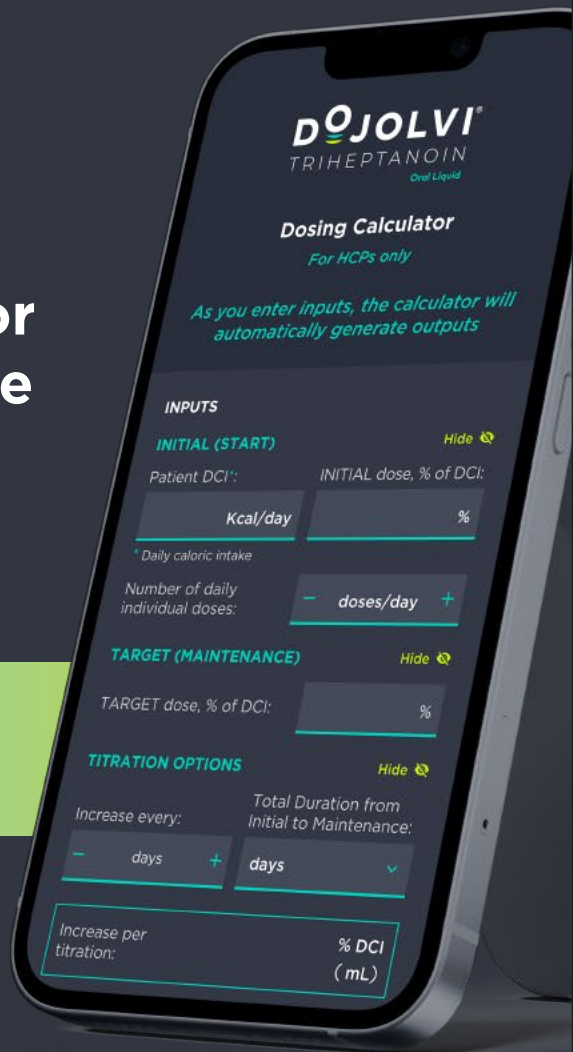 or
e
DOJOLVI®
TRIHEPTANOIN
Oral Liquid
Dosing Calculator
For HCPs only
As you enter inputs, the calculator will
automatically generate outputs
INPUTS
INITIAL (START)
Hide
Patient DCI*:
INITIAL dose, % of DCI:
Kcal/day
%
* Daily caloric intake
Number of daily
individual doses:
− doses/day +
TARGET (MAINTENANCE)
Hide
TARGET dose, % of DCI:
%
TITRATION OPTIONS
Hide
Increase every:
Total Duration from
Initial to Maintenance:
− days +
days
Increase per
titration:
% DCI
( mL)